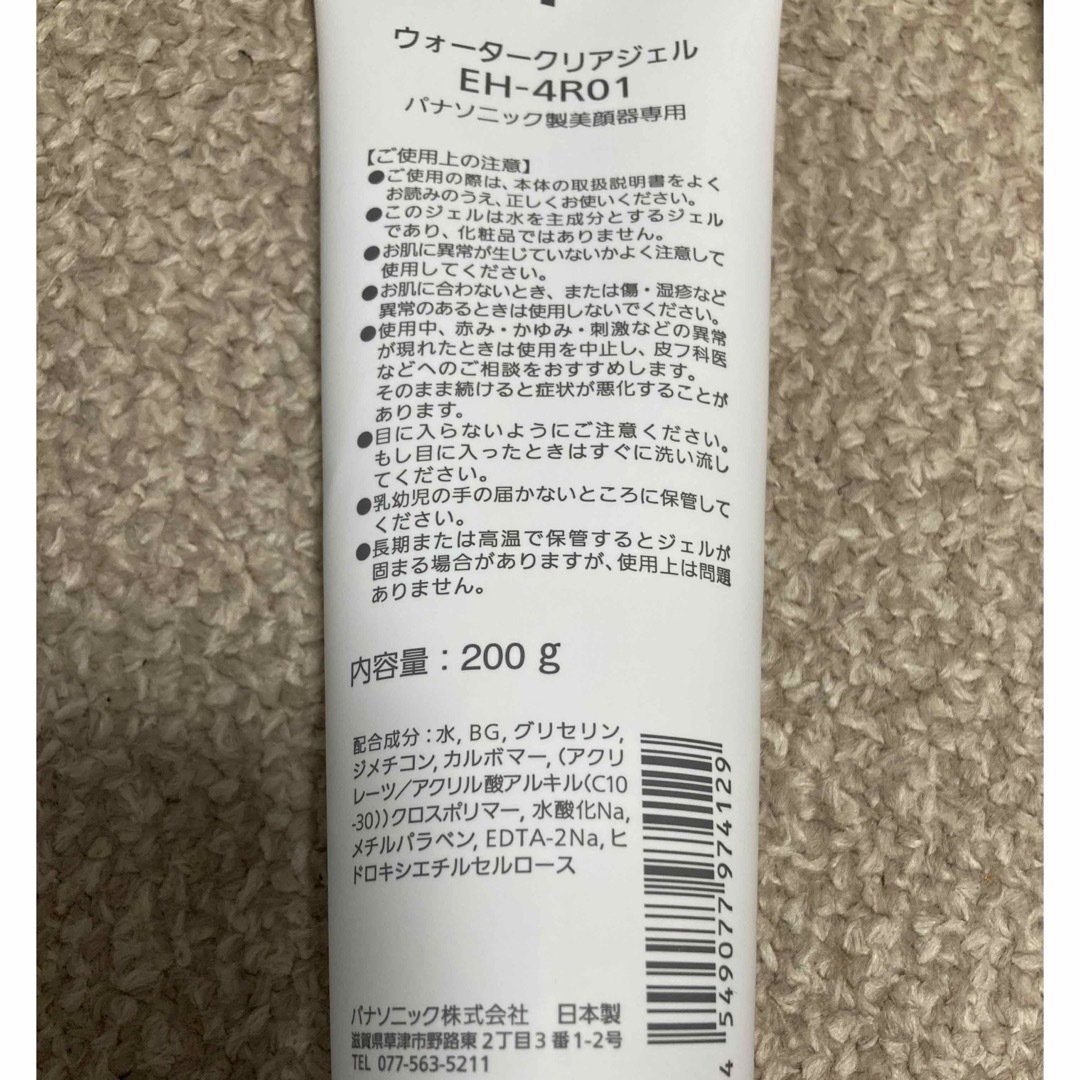 ウォータークリアジェル
EH-4R01
パナソニック製美顔器専用
【ご使用上の注意】
●ご使用の際は、本体の取扱説明書をよく
お読みのうえ、正しくお使いください。
●このジェルは水を主成分とするジェル
であり、化粧品ではありません。
●お肌に異常が生じていないかよく注意して
使用してください。
●お肌に合わないとき、または傷・湿疹など
異常のあるときは使用しないでください。
●使用中、赤み・かゆみ・刺激などの異常
が現れたときは使用を中止し、皮フ科医
などへのご相談をおすすめします。
そのまま続けると症状が悪化することが
あります。
●目に入らないようにご注意ください。
もし目に入ったときはすぐに洗い流し
てください。
●乳幼児の手の届かないところに保管して
ください。
●長期または高温で保管するとジェルが
固まる場合がありますが、使用上は問題
ありません。
内容量：200 g
配合成分：水, BG, グリセリン,
ジメチコン, カルボマー, （アクリ
レーツ／アクリル酸アルキル(C10
-30)）クロスポリマー, 水酸化Na,
メチルパラベン, EDTA-2Na, ヒ
ドロキシエチルセルロース
パナソニック株式会社 日本製
滋賀県草津市野路東2丁目3番1-2号
TEL 077-563-5211
4 549077 974129